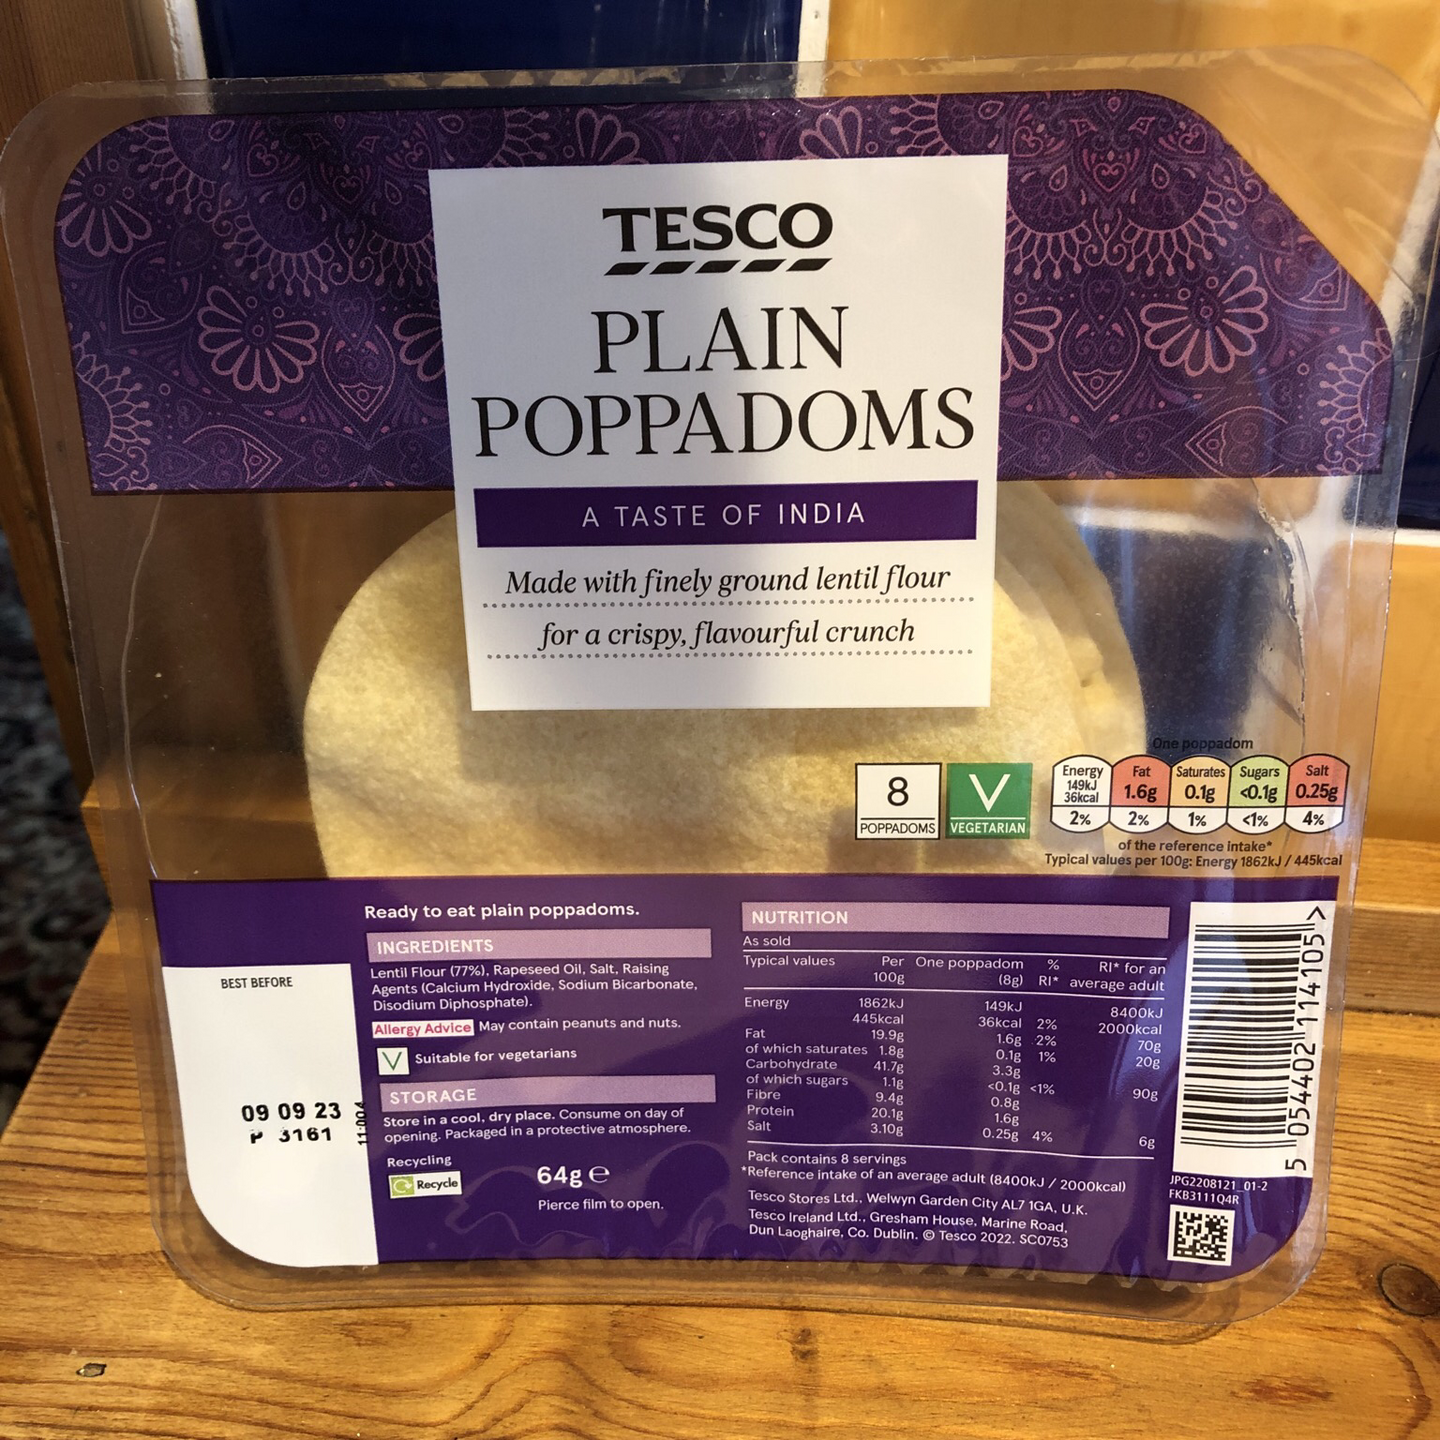 TESCO
PLAIN
POPPADOMS
A TASTE OF INDIA
Made with finely ground lentil flour
for a crispy, flavourful crunch
8
POPPADOMS
V
VEGETARIAN
One poppadom
Energy 149kJ 36kcal 2%
Fat 1.6g 2%
Saturates 0.1g 1%
Sugars <0.1g <1%
Salt 0.25g 4%
of the reference intake*
Typical values per 100g: Energy 1862kJ / 445kcal
BEST BEFORE
09 09 23
P 3161
11:004
Ready to eat plain poppadoms.
INGREDIENTS
Lentil Flour (77%), Rapeseed Oil, Salt, Raising
Agents (Calcium Hydroxide, Sodium Bicarbonate,
Disodium Diphosphate).
Allergy Advice May contain peanuts and nuts.
V Suitable for vegetarians
STORAGE
Store in a cool, dry place. Consume on day of
opening. Packaged in a protective atmosphere.
Recycling
Recycle
64g e
Pierce film to open.
NUTRITION
As sold
Typical values Per 100g One poppadom (8g) % RI* RI* for an average adult
Energy 1862kJ 149kJ 8400kJ
445kcal 36kcal 2% 2000kcal
Fat 19.9g 1.6g 2% 70g
of which saturates 1.8g 0.1g 1% 20g
Carbohydrate 41.7g 3.3g
of which sugars 1.1g <0.1g <1% 90g
Fibre 9.4g 0.8g
Protein 20.1g 1.6g
Salt 3.10g 0.25g 4% 6g
Pack contains 8 servings
*Reference intake of an average adult (8400kJ / 2000kcal)
Tesco Stores Ltd., Welwyn Garden City AL7 1GA, U.K.
Tesco Ireland Ltd., Gresham House, Marine Road,
Dun Laoghaire, Co. Dublin. © Tesco 2022. SC0753
5 054402 114105 >
JPG2208121_01-2
FKB3111Q4R